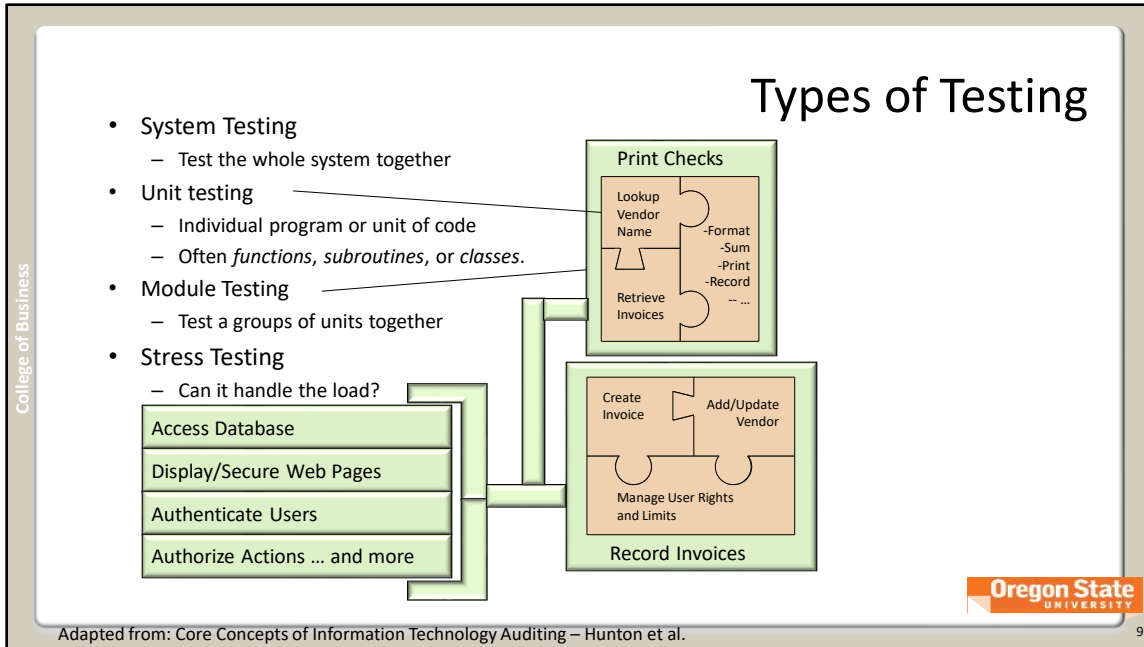 Types of Testing
• System Testing
– Test the whole system together
• Unit testing
– Individual program or unit of code
– Often functions, subroutines, or classes.
• Module Testing
– Test a groups of units together
• Stress Testing
– Can it handle the load?
Print Checks
Lookup
Vendor
Name
-Format
-Sum
-Print
-Record
-- ...
Retrieve
Invoices
Create
Invoice
Add/Update
Vendor
Manage User Rights
and Limits
Record Invoices
Access Database
Display/Secure Web Pages
Authenticate Users
Authorize Actions … and more
College of Business
Oregon State
UNIVERSITY
Adapted from: Core Concepts of Information Technology Auditing – Hunton et al.
9